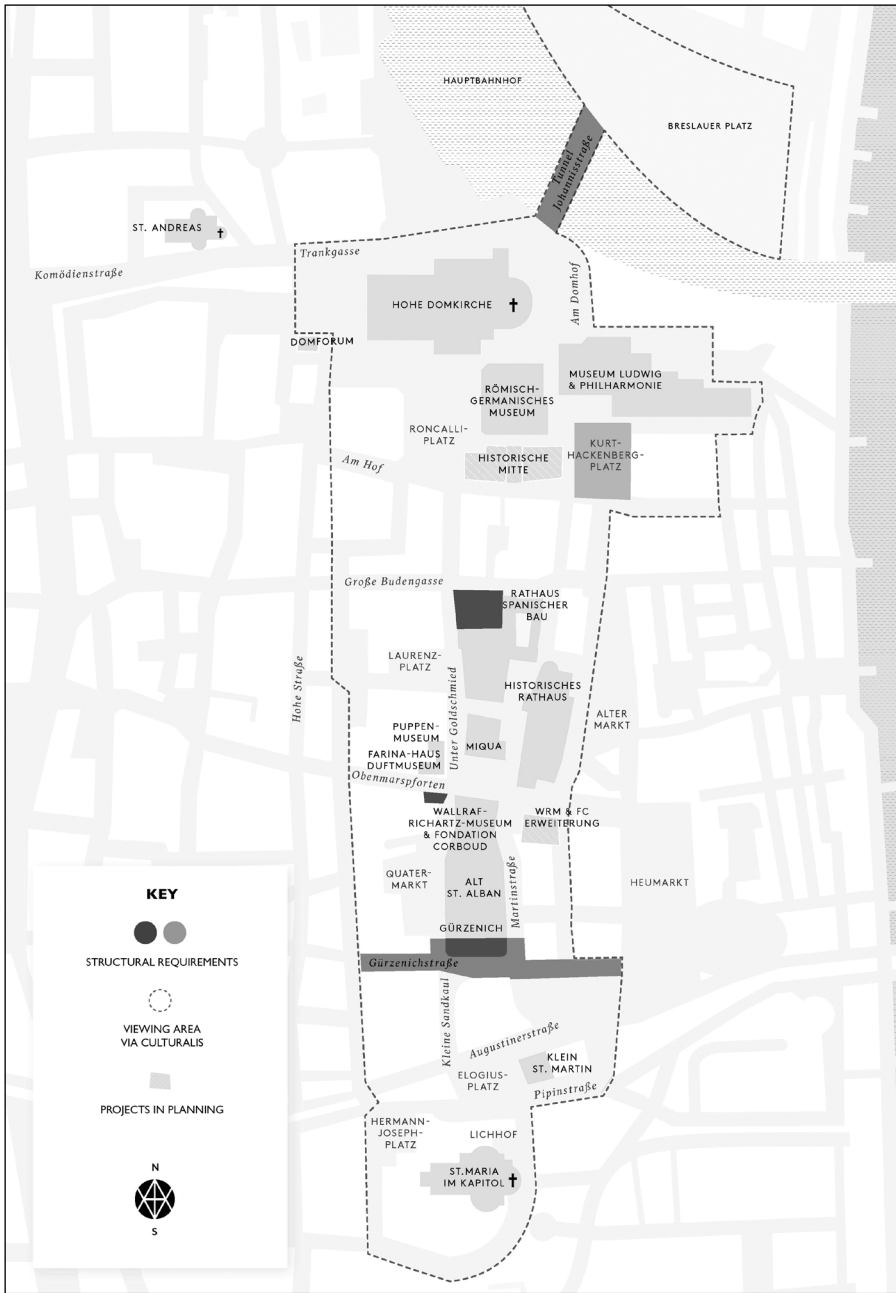 HAUPTBAHNHOF
BRESLAUER PLATZ
Tunnel
Johannisstraße
ST. ANDREAS
Trankgasse
Komödienstraße
Am Domhof
HOHE DOMKIRCHE
DOMFORUM
MUSEUM LUDWIG
& PHILHARMONIE
RÖMISCH-
GERMANISCHES
MUSEUM
RONCALLI-
PLATZ
KURT-
HACKENBERG-
PLATZ
Am Hof
HISTORISCHE
MITTE
Große Budengasse
RATHAUS
SPANISCHER
BAU
LAURENZ-
PLATZ
Hohe Straße
Unter Goldschmied
HISTORISCHES
RATHAUS
ALTER
MARKT
PUPPEN-
MUSEUM
MIQUA
FARINA-HAUS
DUFTMUSEUM
Obenmarspforten
WALLRAF-
RICHARTZ-MUSEUM
& FONDATION
CORBOUD
WRM & FC
ERWEITERUNG
QUATER-
MARKT
ALT
ST. ALBAN
Martinstraße
HEUMARKT
GÜRZENICH
Gürzenichstraße
Kleine Sandkaul
Augustinerstraße
KLEIN
ST. MARTIN
ELOGIUS-
PLATZ
Pipinstraße
HERMANN-
JOSEPH-
PLATZ
LICHHOF
ST.MARIA
IM KAPITOL
KEY
STRUCTURAL REQUIREMENTS
VIEWING AREA
VIA CULTURALIS
PROJECTS IN PLANNING
N
S